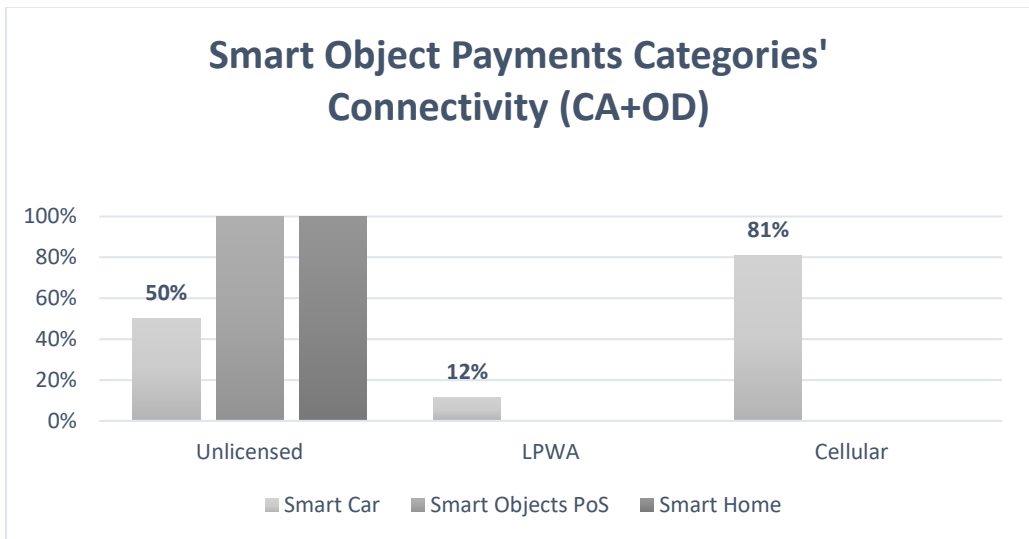 Smart Object Payments Categories'
Connectivity (CA+OD)
100%
80%
60%
40%
20%
0%
50%
12%
81%
Unlicensed LPWA Cellular
Smart Car Smart Objects PoS Smart Home